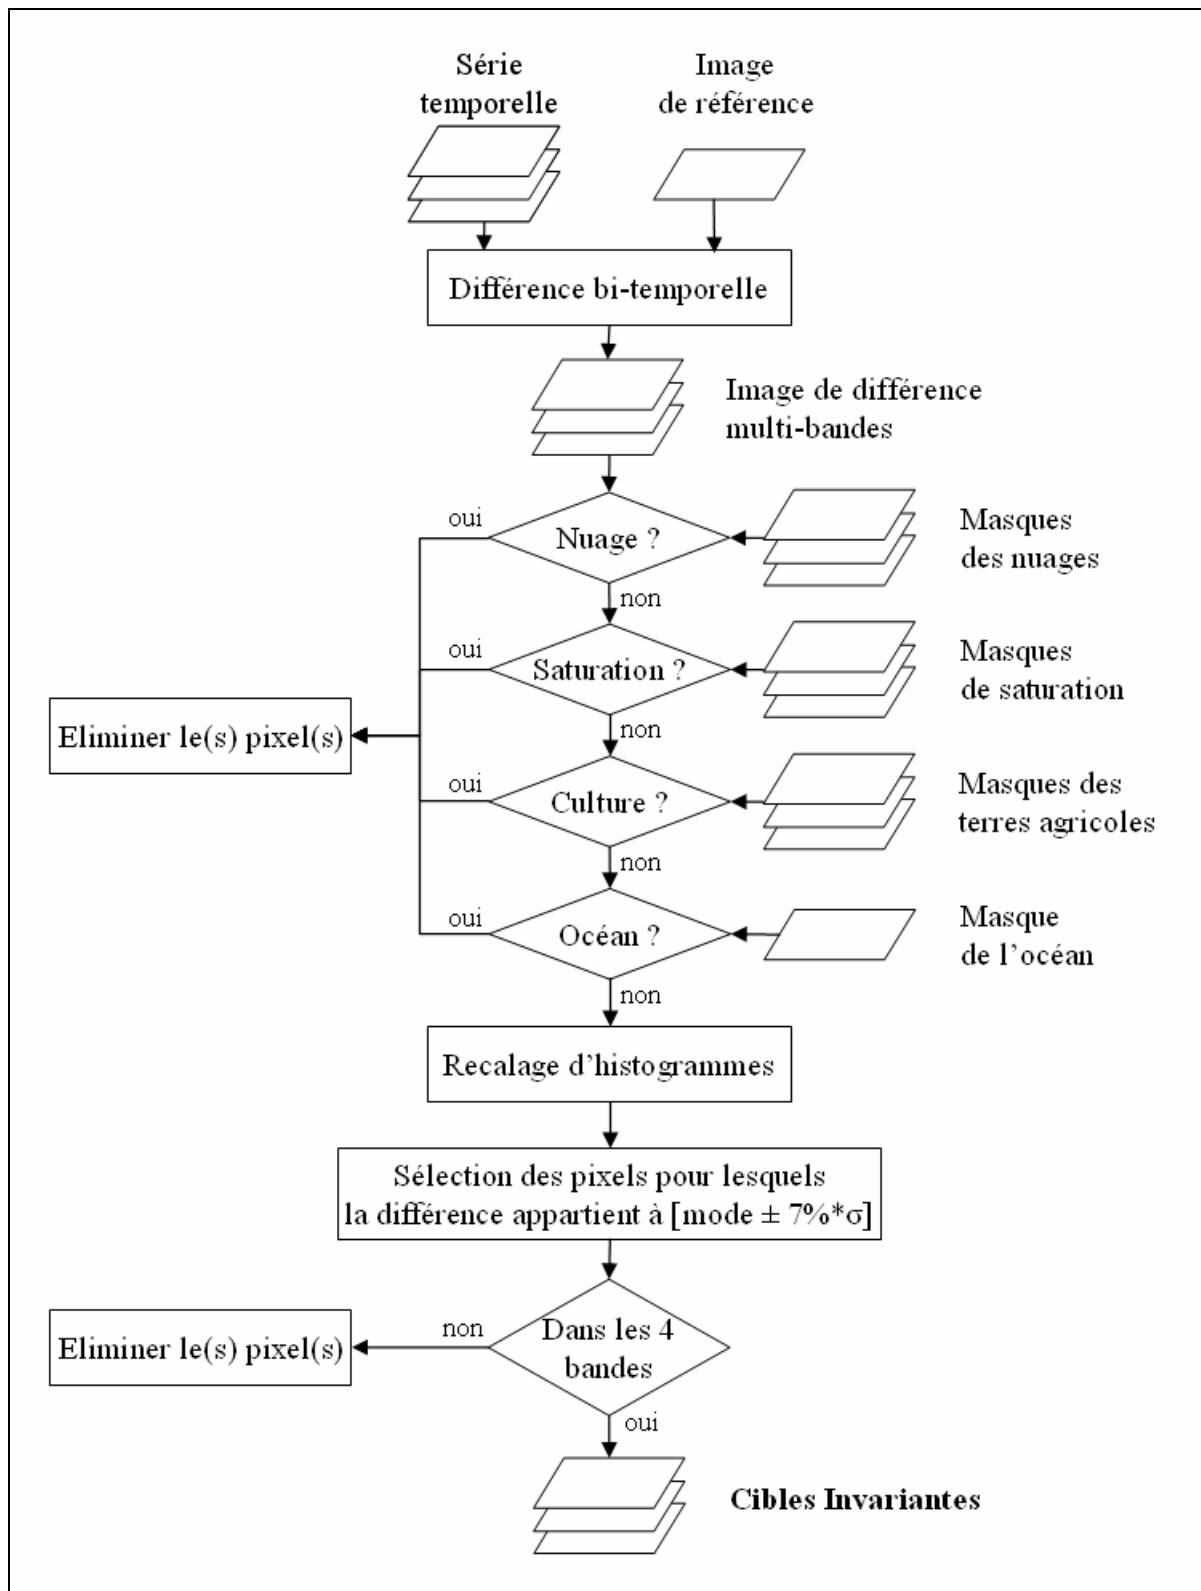 Série
temporelle
Image
de référence
Différence bi-temporelle
Image de différence
multi-bandes
oui
Nuage ?
Masques
des nuages
non
oui
Saturation ?
Masques
de saturation
Eliminer le(s) pixel(s)
non
oui
Culture ?
Masques des
terres agricoles
non
oui
Océan ?
Masque
de l’océan
non
Recalage d’histogrammes
Sélection des pixels pour lesquels
la différence appartient à [mode ± 7%*σ]
Eliminer le(s) pixel(s)
non
Dans les 4
bandes
oui
Cibles Invariantes